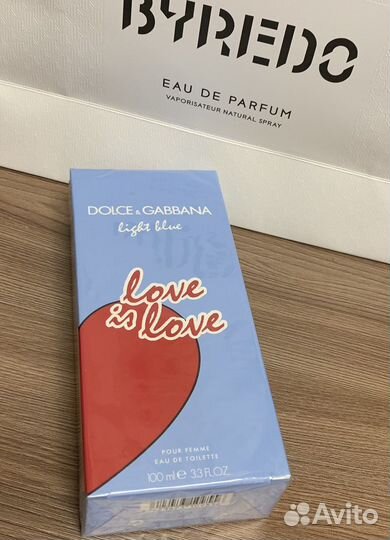 BYREDO
EAU DE PARFUM
VAPORISATEUR NATURAL SPRAY
DOLCE & GABBANA
light blue
love
is love
POUR FEMME
EAU DE TOILETTE
100 ml e 3.3 FL.OZ.
Avito